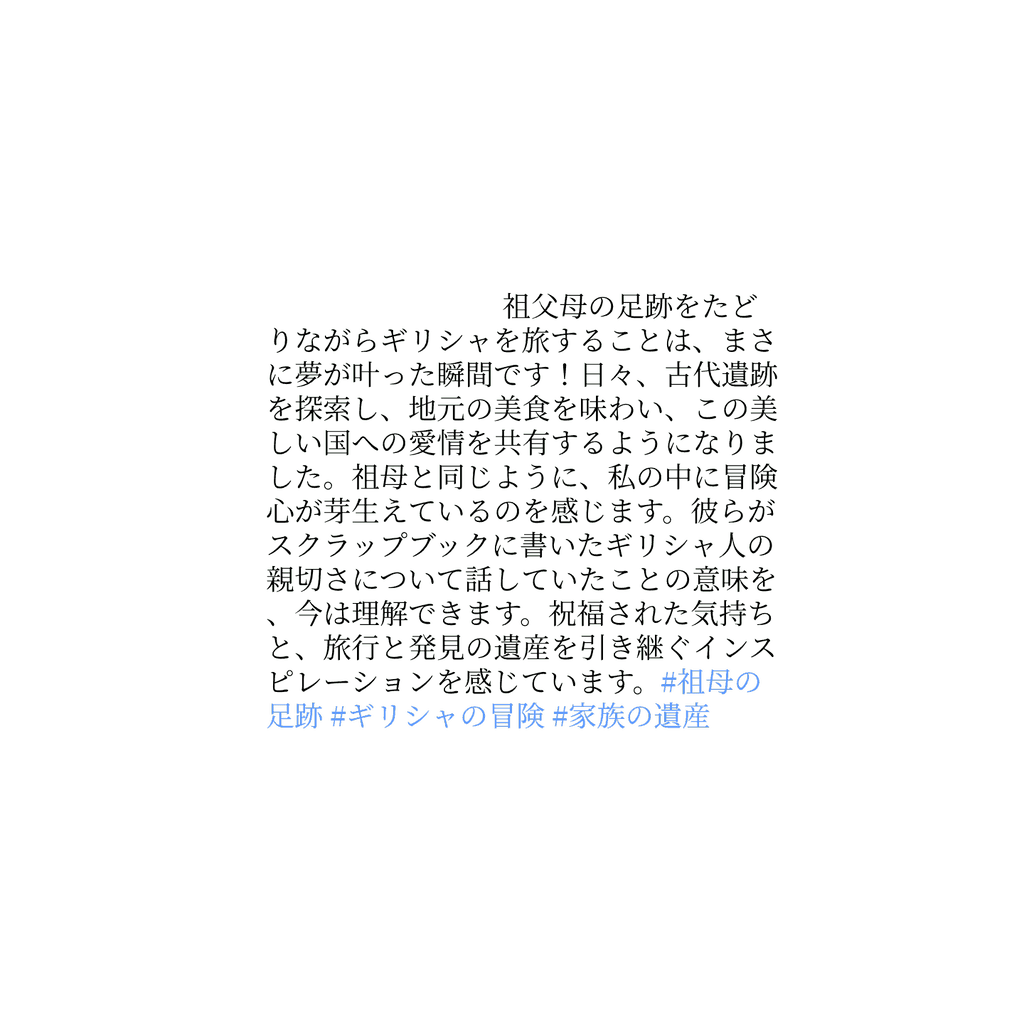 祖父母の足跡をたど
りながらギリシャを旅することは、まさ
に夢が叶った瞬間です！日々、古代遺跡
を探索し、地元の美食を味わい、この美
しい国への愛情を共有するようになりま
した。祖母と同じように、私の中に冒険
心が芽生えているのを感じます。彼らが
スクラップブックに書いたギリシャ人の
親切さについて話していたことの意味を
、今は理解できます。祝福された気持ち
と、旅行と発見の遺産を引き継ぐインス
ピレーションを感じています。#祖母の
足跡 #ギリシャの冒険 #家族の遺産